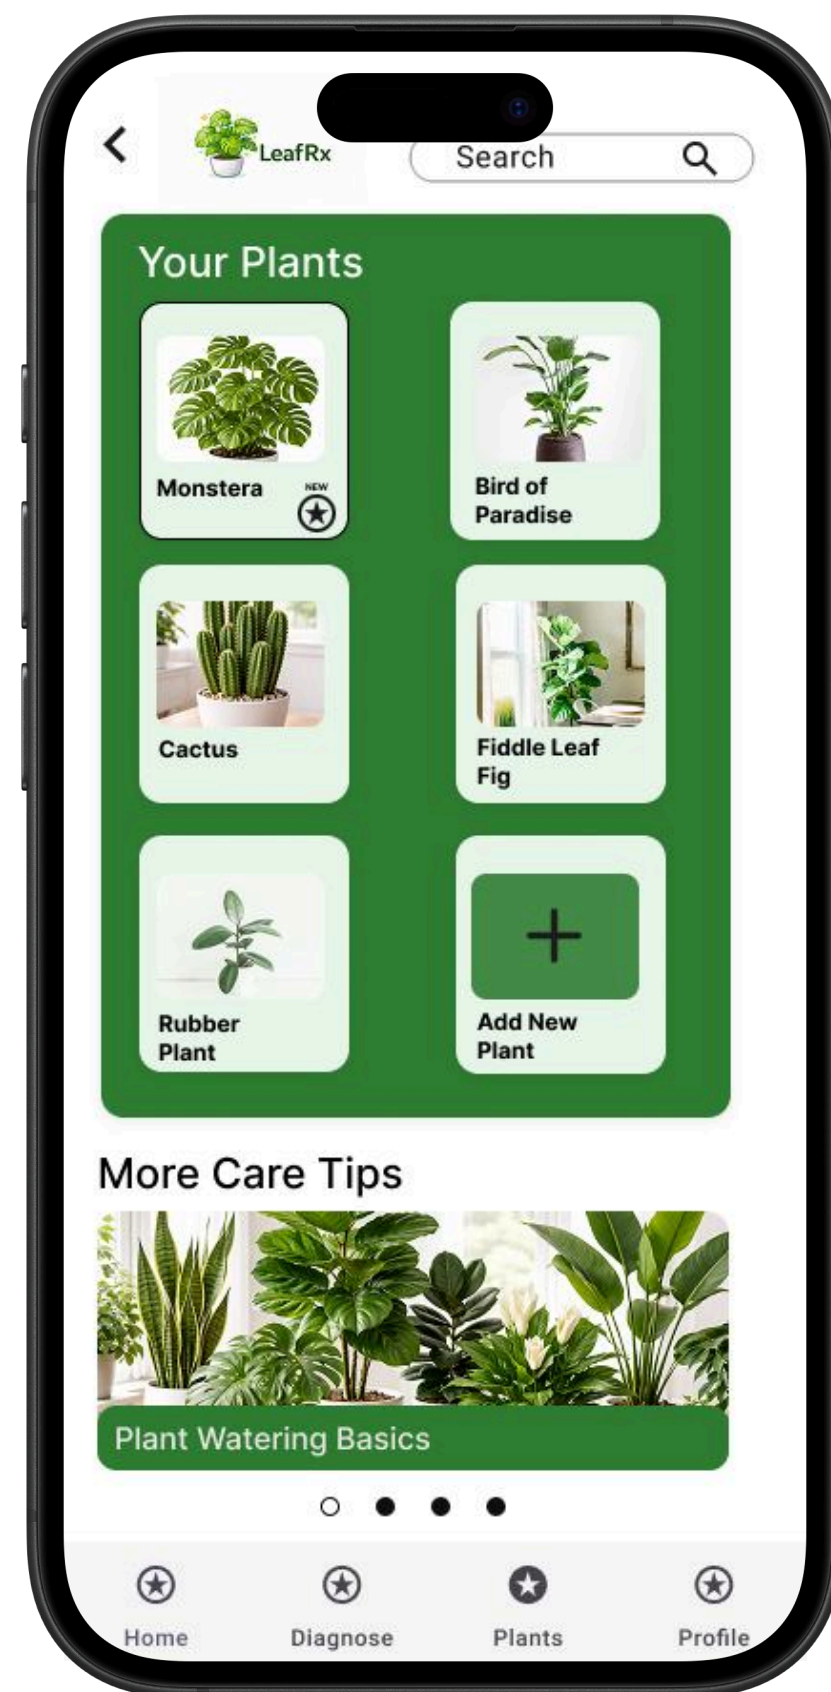 LeafRx
Search
Your Plants
Monstera
NEW
Bird of
Paradise
Cactus
Fiddle Leaf
Fig
Rubber
Plant
Add New
Plant
More Care Tips
Plant Watering Basics
Home
Diagnose
Plants
Profile